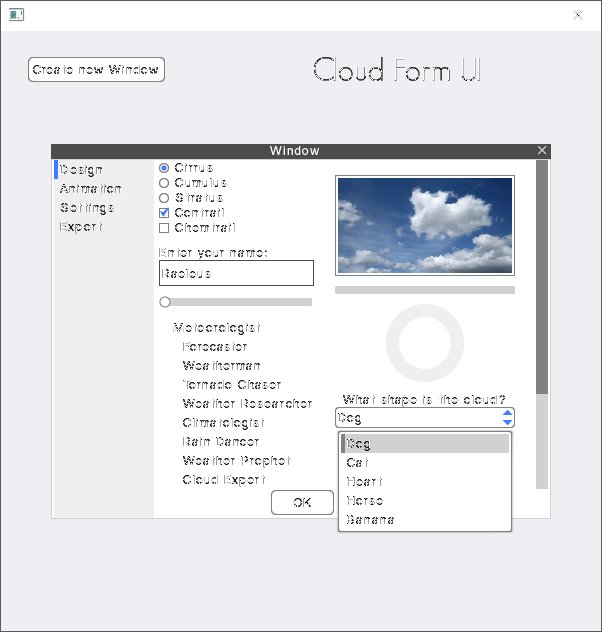 Create new Window
Cloud Form UI
Window
Design
Animation
Settings
Export
Cirrus
Cumulus
Stratus
Contrail
Chemtrail
Enter your name:
Raolous
Meteorologist
Forecaster
Weatherman
Tornado Chaser
Weather Researcher
Climatologist
Rain Dancer
Weather Prophet
Cloud Expert
OK
What shape is the cloud?
Dog
Dog
Cat
Heart
Horse
Banana